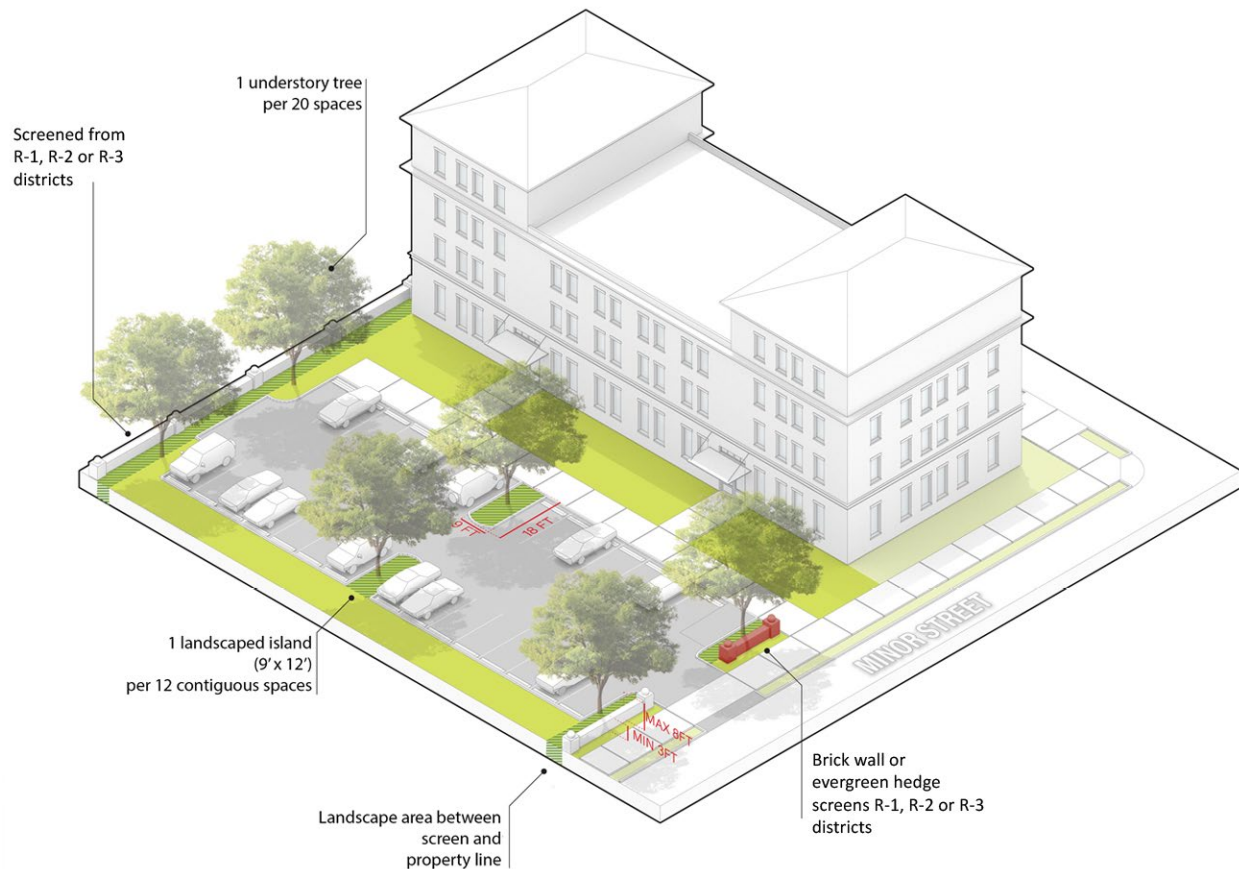 1 understory tree
per 20 spaces
Screened from
R-1, R-2 or R-3
districts
9 FT
18 FT
1 landscaped island
(9’ x 12’)
per 12 contiguous spaces
MINOR STREET
MAX 8FT
MIN 3FT
Brick wall or
evergreen hedge
screens R-1, R-2 or R-3
districts
Landscape area between
screen and
property line